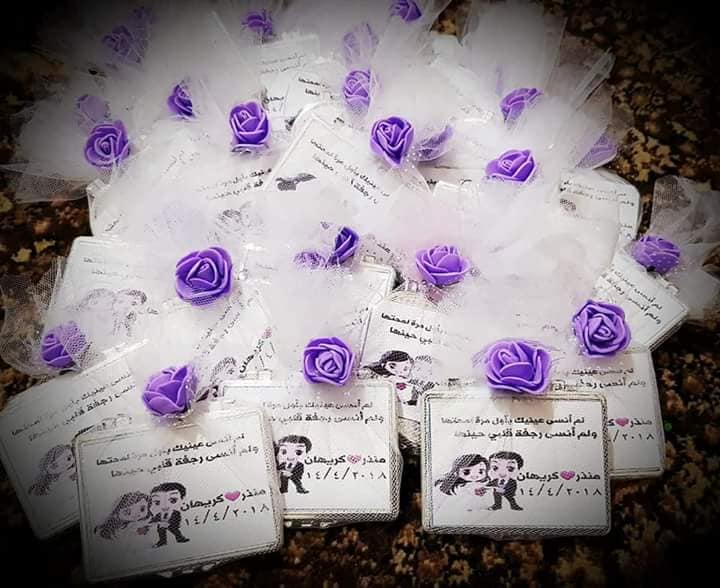 لم أنسى عينيك بأول مرة لمحتها
ولم أنسى رجفة قلبي حينها
منذر كريهان
١٤/٤/٢٠١٨